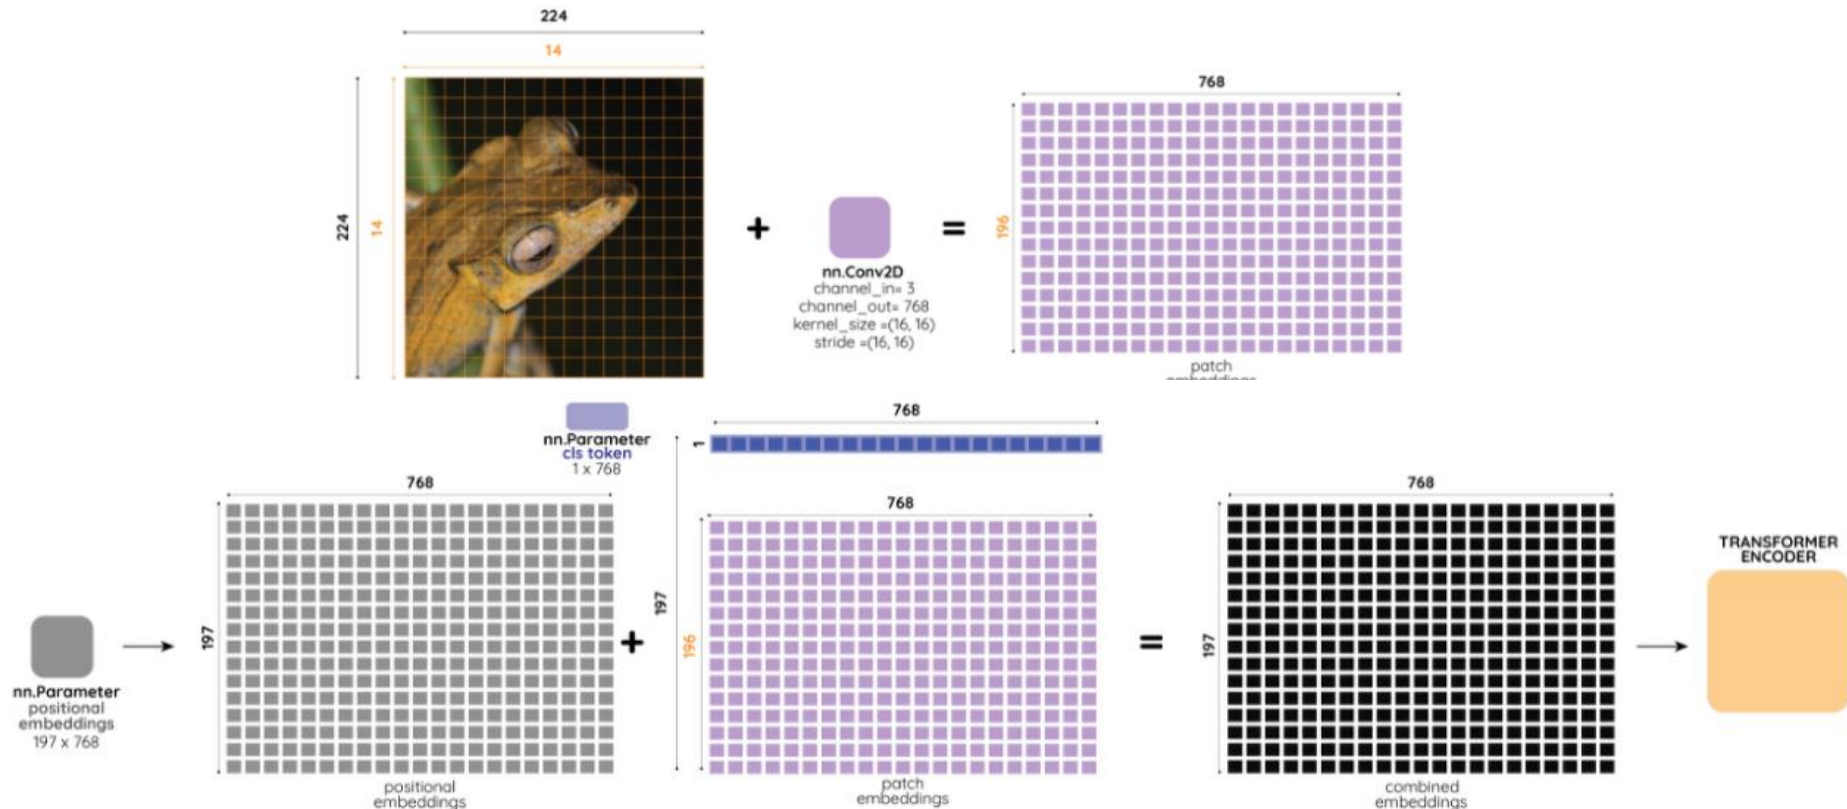 224
14
224
14
nn.Conv2D
channel_in= 3
channel_out= 768
kernel_size =(16, 16)
stride =(16, 16)
768
196
patch
embeddings
nn.Parameter
cls token
1 x 768
768
1
197
768
196
patch
embeddings
nn.Parameter
positional
embeddings
197 x 768
768
197
positional
embeddings
768
197
combined
embeddings
TRANSFORMER
ENCODER